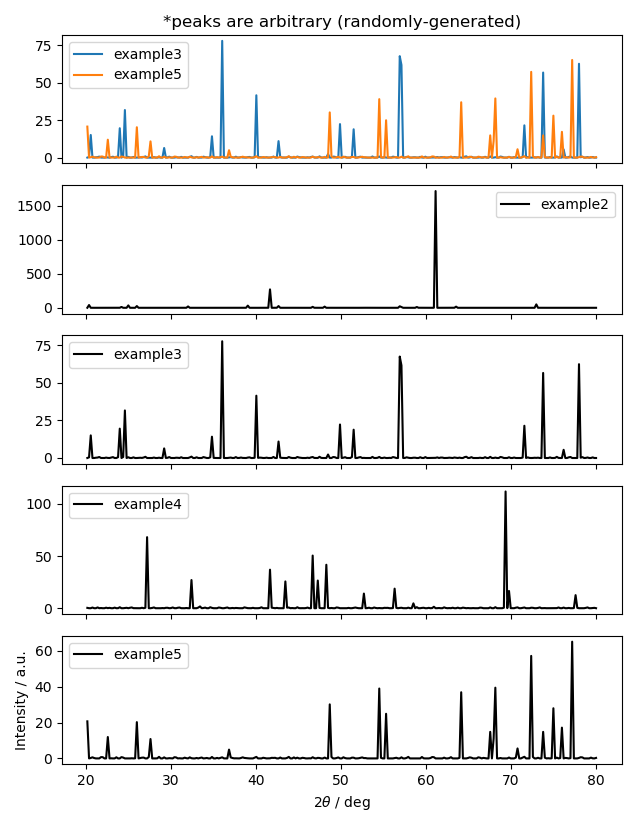 *peaks are arbitrary (randomly-generated)
75
50
25
0
example3
example5
1500
1000
500
0
example2
75
50
25
0
example3
100
50
0
example4
60
40
20
0
example5
Intensity / a.u.
20 30 40 50 60 70 80
2θ / deg